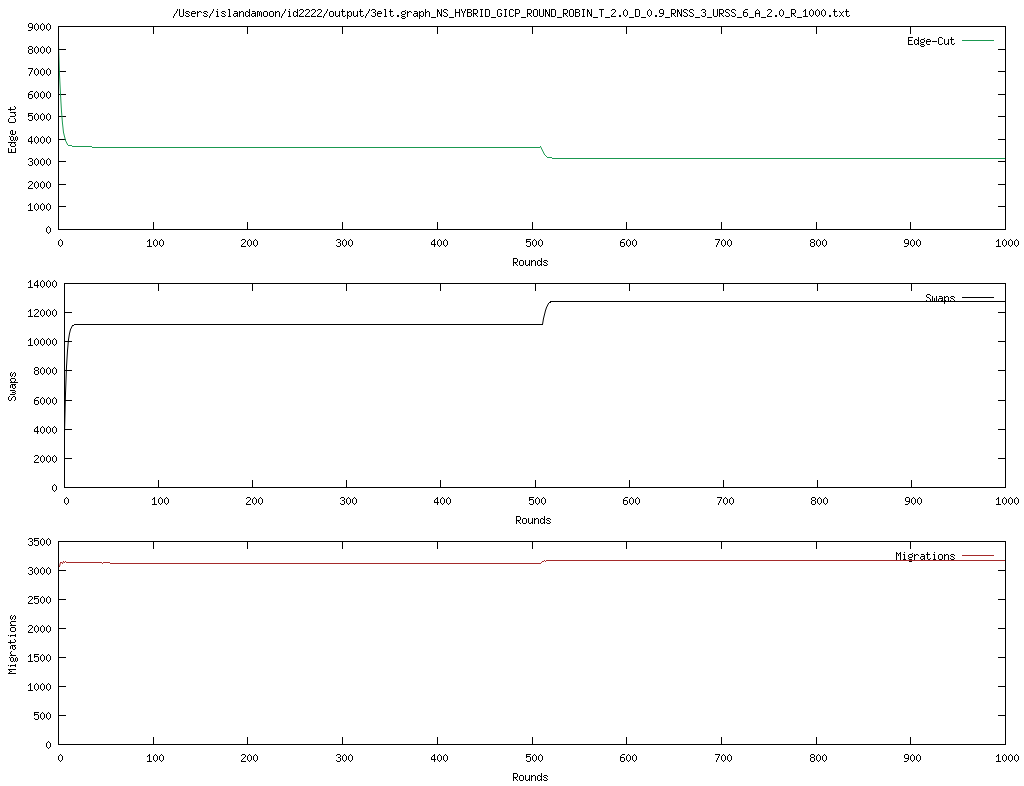 /Users/islandamoon/id2222/output/3elt.graph_NS_HYBRID_GICP_ROUND_ROBIN_T_2.0_D_0.9_RNSS_3_URSS_6_A_2.0_R_1000.txt
9000
8000
7000
6000
5000
4000
3000
2000
1000
0
Edge Cut
Edge-Cut
0 100 200 300 400 500 600 700 800 900 1000
Rounds
14000
12000
10000
8000
6000
4000
2000
0
Swaps
Swaps
0 100 200 300 400 500 600 700 800 900 1000
Rounds
3500
3000
2500
2000
1500
1000
500
0
Migrations
Migrations
0 100 200 300 400 500 600 700 800 900 1000
Rounds